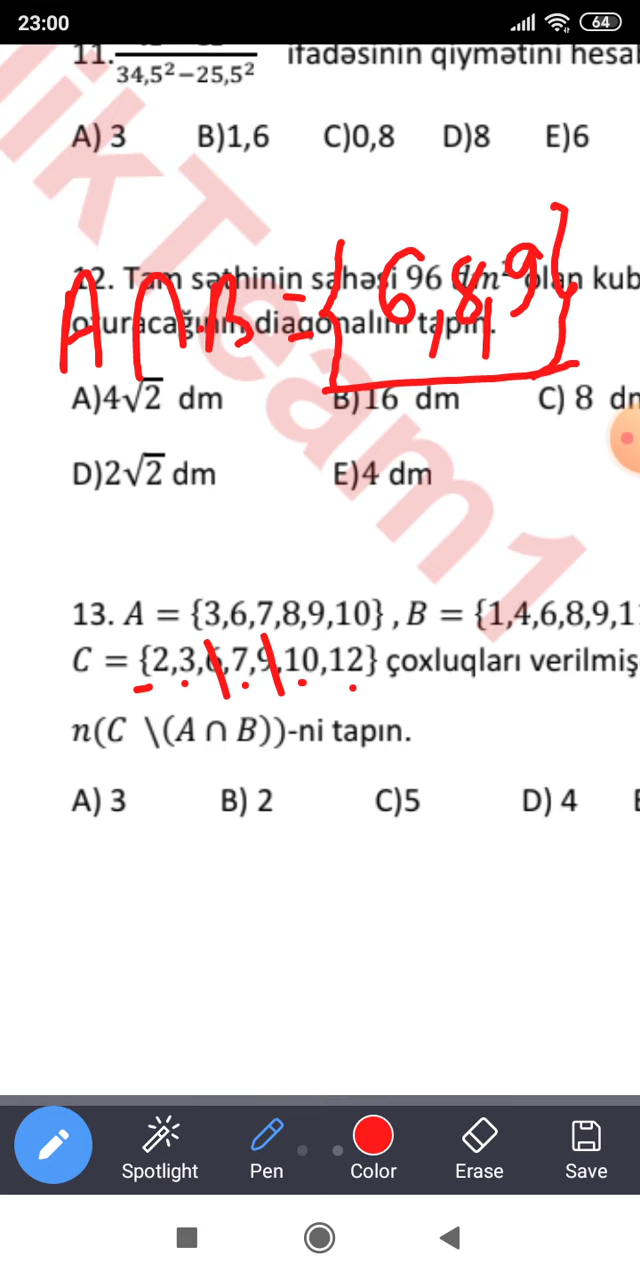 23:00
64
11. 34,5²−25,5² ifadəsinin qiymətini hesa
A) 3 B)1,6 C)0,8 D)8 E)6
12. Tam səthinin sahəsi 96 dm² olan kub
oturacağının diaqonalını tapın.
A ∩ B = {6,8,9}
A)4√2 dm B)16 dm C) 8 d
D)2√2 dm E)4 dm
13. A = {3,6,7,8,9,10} , B = {1,4,6,8,9,1
C = {2,3,6,7,9,10,12} çoxluqları verilmiş
n(C \(A ∩ B))-ni tapın.
A) 3 B) 2 C)5 D) 4
likTeam1
Spotlight Pen Color Erase Save